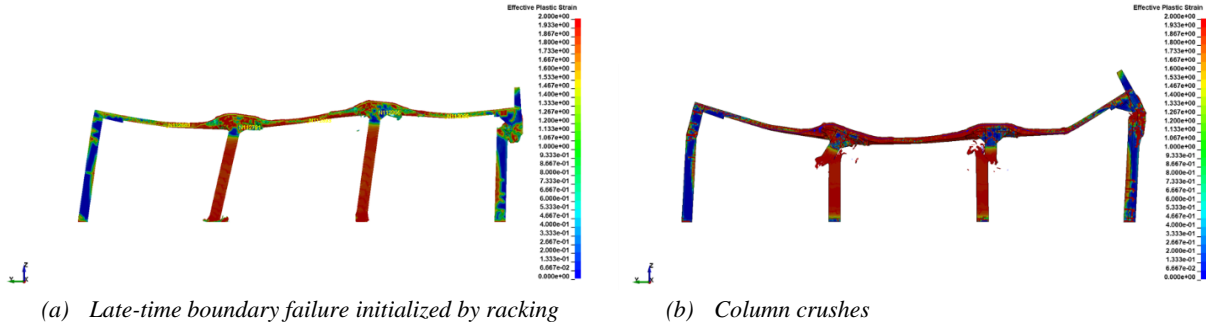 Effective Plastic Strain
2.000e+00
1.933e+00
1.867e+00
1.800e+00
1.733e+00
1.667e+00
1.600e+00
1.533e+00
1.467e+00
1.400e+00
1.333e+00
1.267e+00
1.200e+00
1.133e+00
1.067e+00
1.000e+00
9.333e-01
8.667e-01
8.000e-01
7.333e-01
6.667e-01
6.000e-01
5.333e-01
4.667e-01
4.000e-01
3.333e-01
2.667e-01
2.000e-01
1.333e-01
6.667e-02
0.000e+00
Z
Y X
(a) Late-time boundary failure initialized by racking
Effective Plastic Strain
2.000e+00
1.933e+00
1.867e+00
1.800e+00
1.733e+00
1.667e+00
1.600e+00
1.533e+00
1.467e+00
1.400e+00
1.333e+00
1.267e+00
1.200e+00
1.133e+00
1.067e+00
1.000e+00
9.333e-01
8.667e-01
8.000e-01
7.333e-01
6.667e-01
6.000e-01
5.333e-01
4.667e-01
4.000e-01
3.333e-01
2.667e-01
2.000e-01
1.333e-01
6.667e-02
0.000e+00
Z
Y X
(b) Column crushes